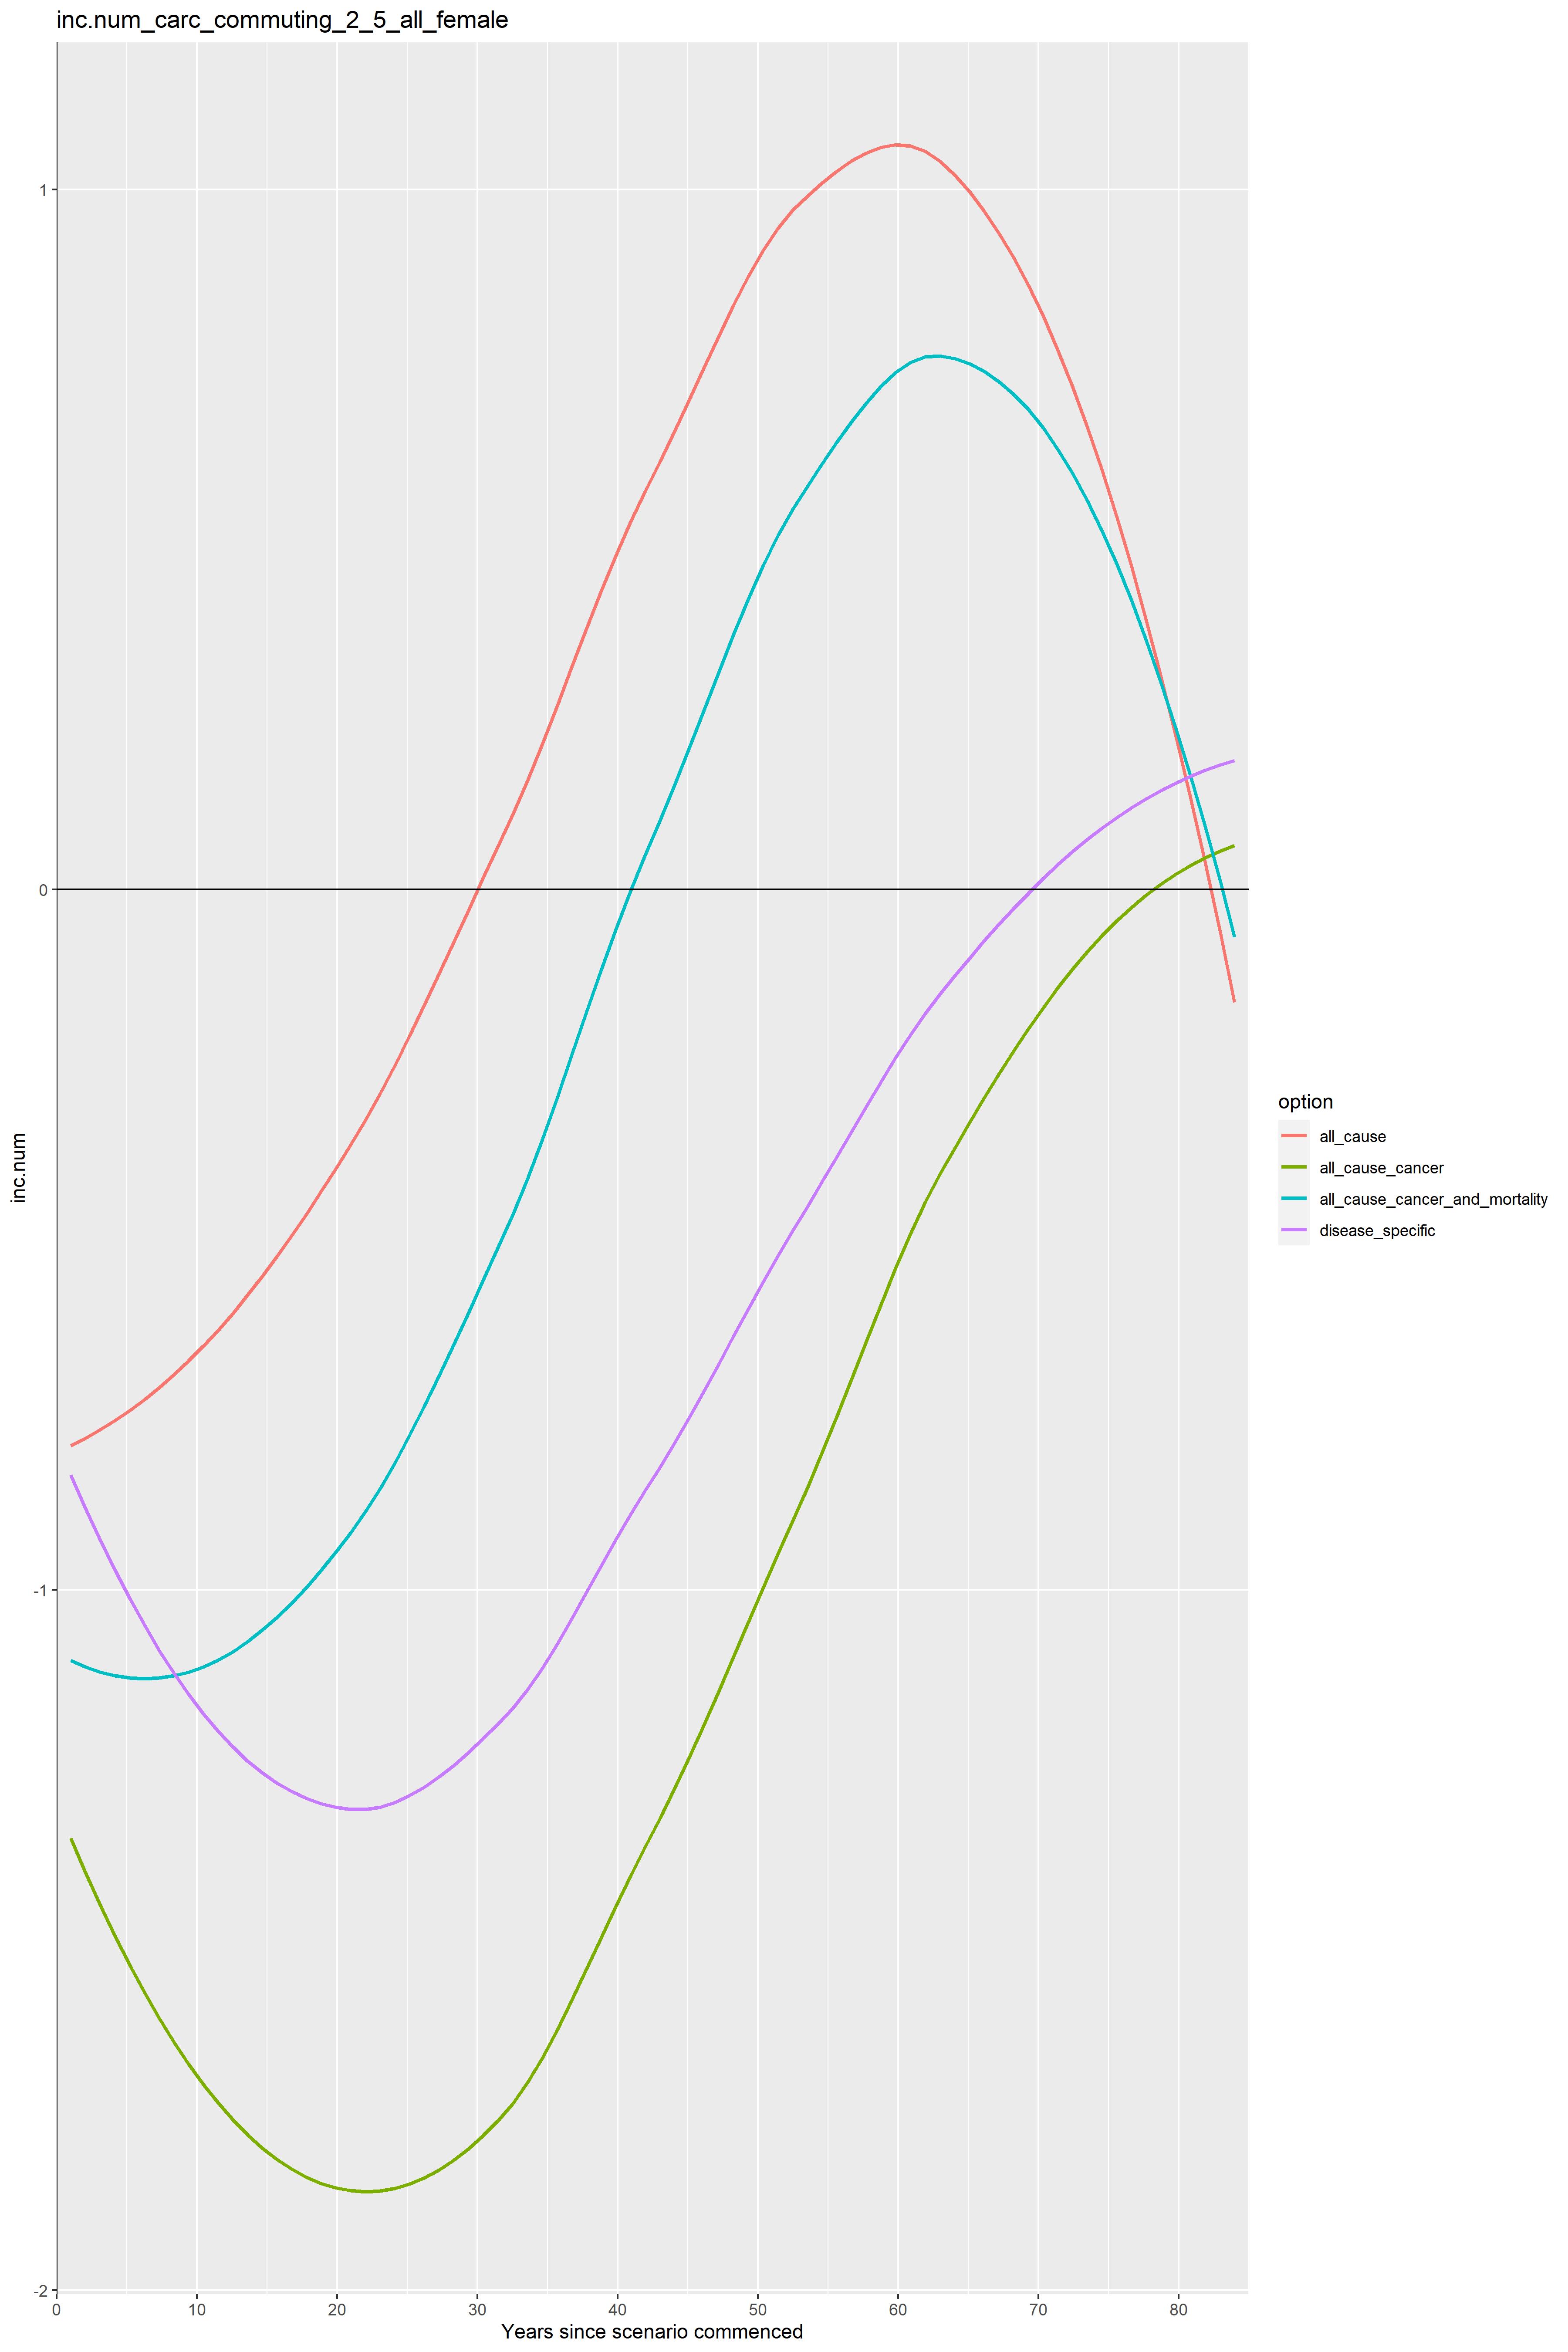 inc.num_carc_commuting_2_5_all_female
1
0
-1
-2
inc.num
0 10 20 30 40 50 60 70 80
Years since scenario commenced
option
all_cause
all_cause_cancer
all_cause_cancer_and_mortality
disease_specific